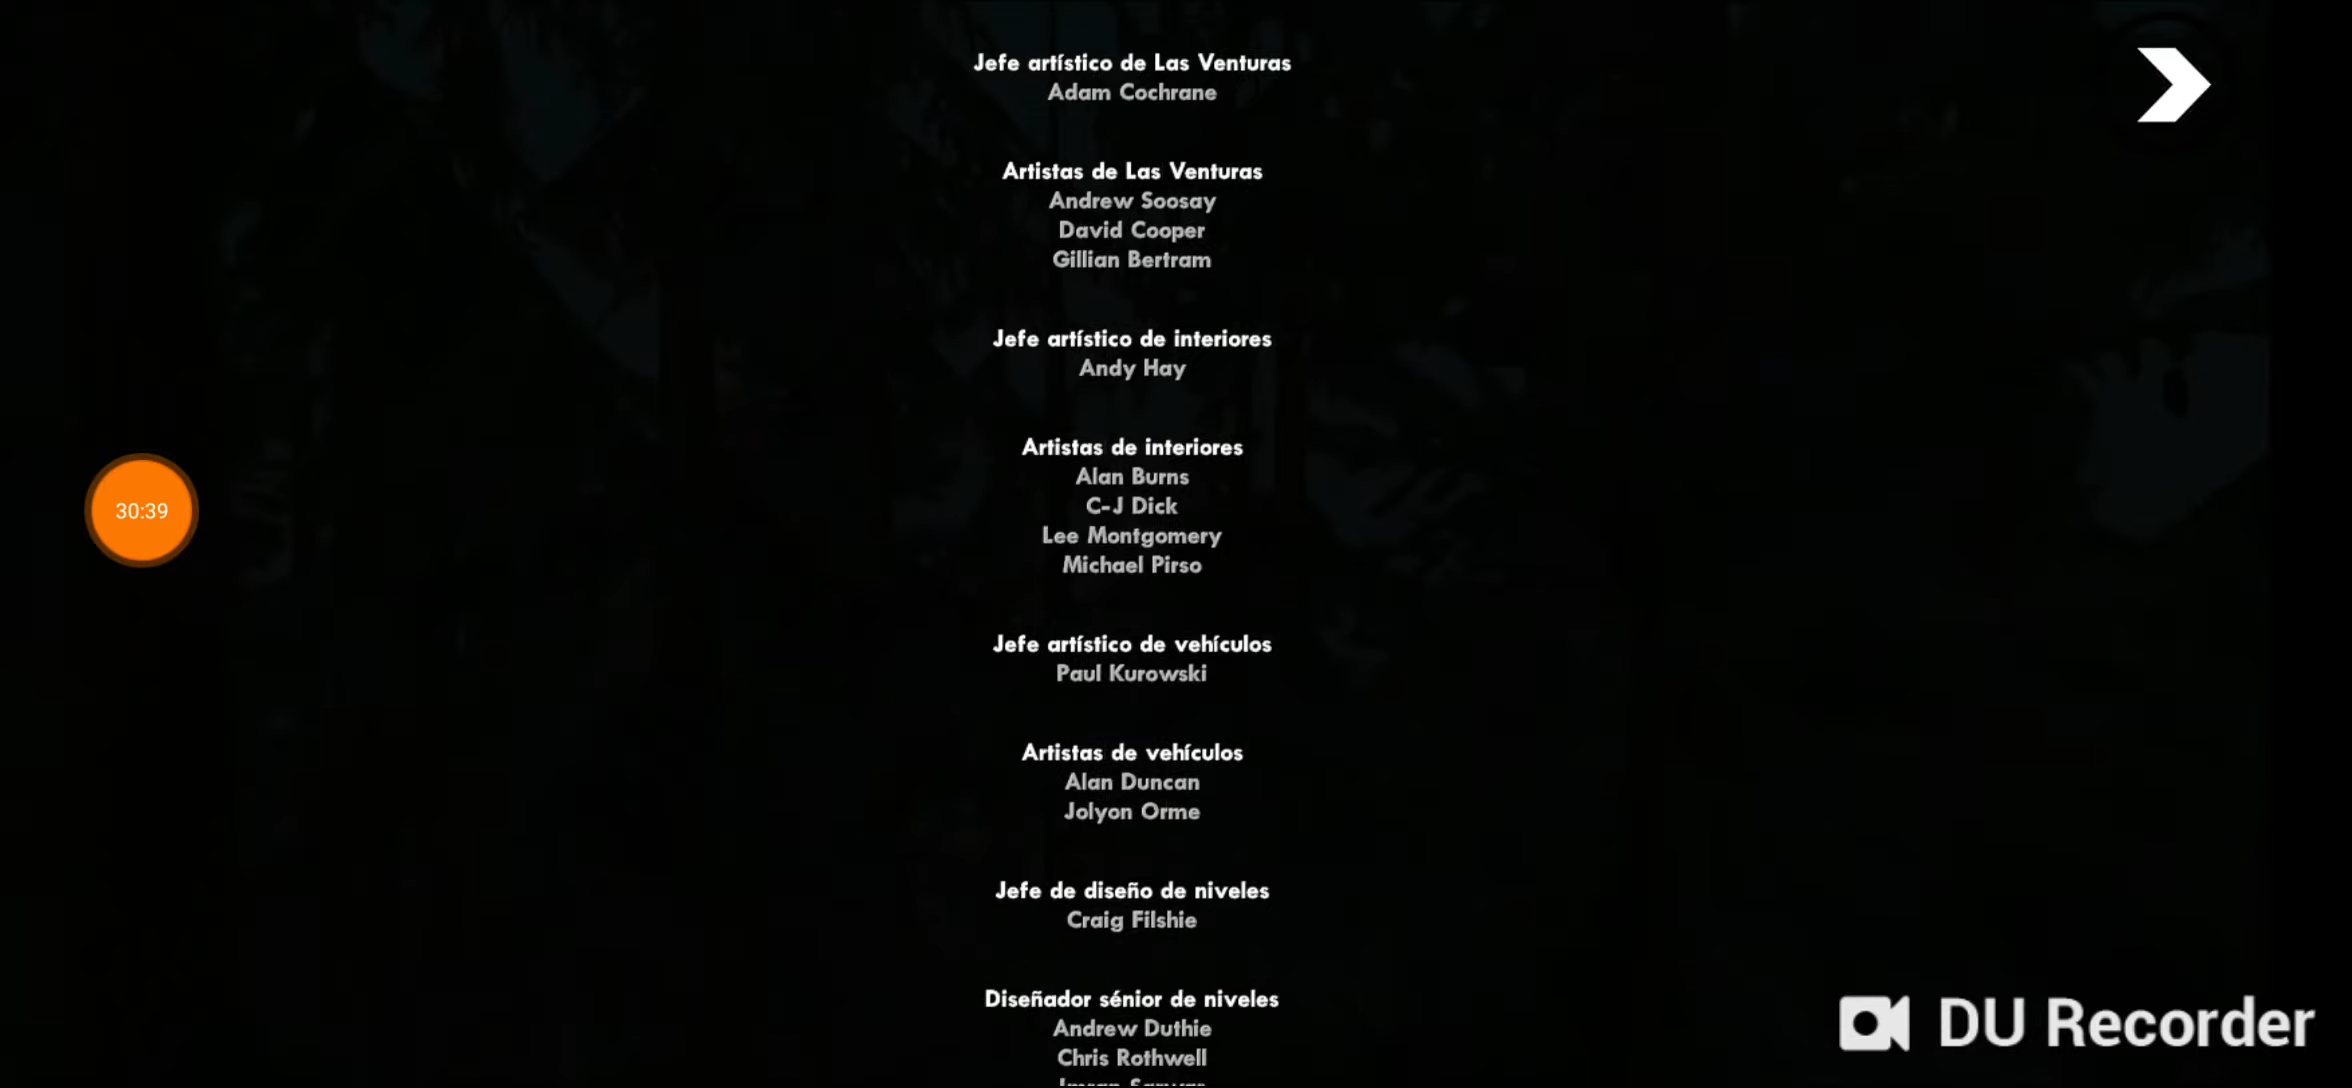 Jefe artístico de Las Venturas
Adam Cochrane
Artistas de Las Venturas
Andrew Soosay
David Cooper
Gillian Bertram
Jefe artístico de interiores
Andy Hay
Artistas de interiores
Alan Burns
C-J Dick
Lee Montgomery
Michael Pirso
30:39
Jefe artístico de vehículos
Paul Kurowski
Artistas de vehículos
Alan Duncan
Jolyon Orme
Jefe de diseño de niveles
Craig Filshie
Diseñador sénior de niveles
Andrew Duthie
Chris Rothwell
DU Recorder